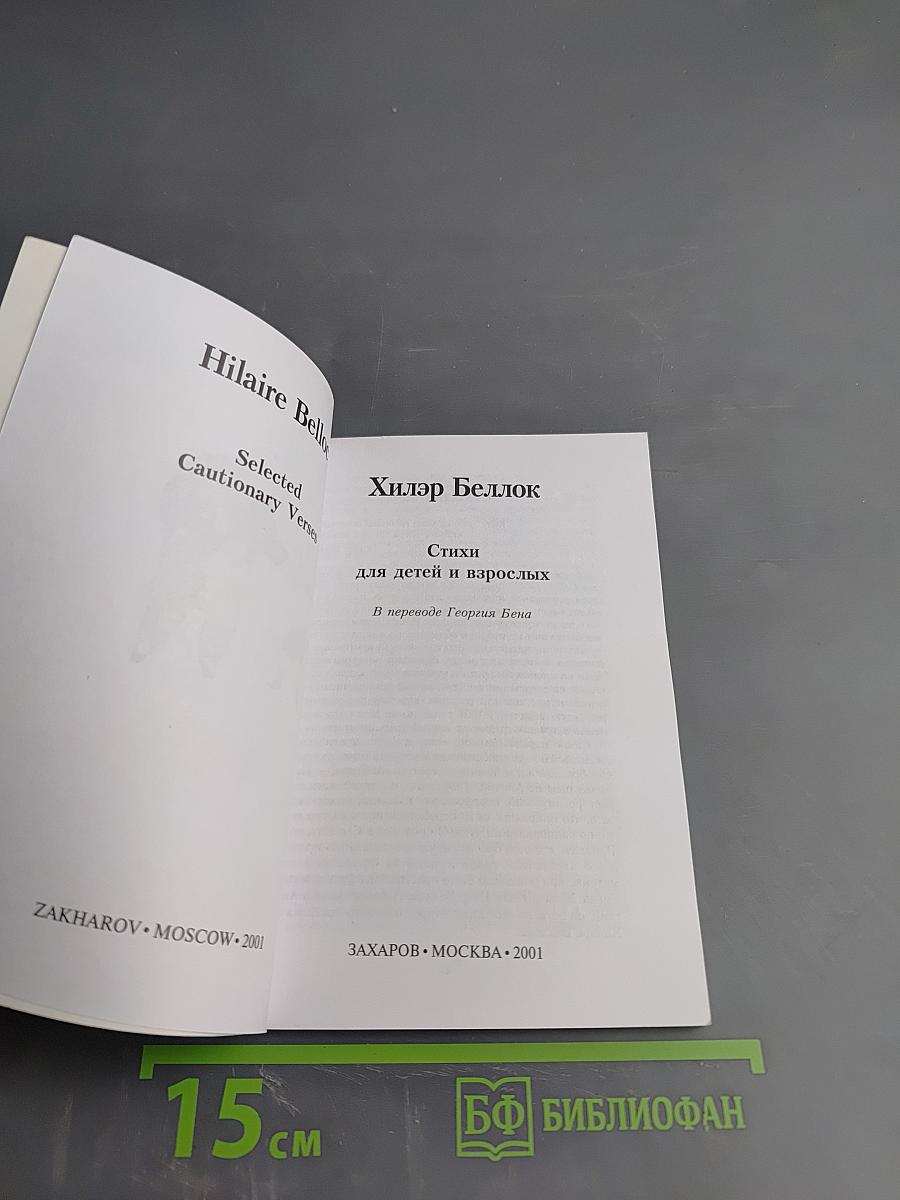 Hilaire Belloc
Selected
Cautionary Verses
ZAKHAROV • MOSCOW • 2001
Хилэр Беллок
Стихи
для детей и взрослых
В переводе Георгия Бена
ЗАХАРОВ • МОСКВА • 2001
15 см
БФ БИБЛИОФАН